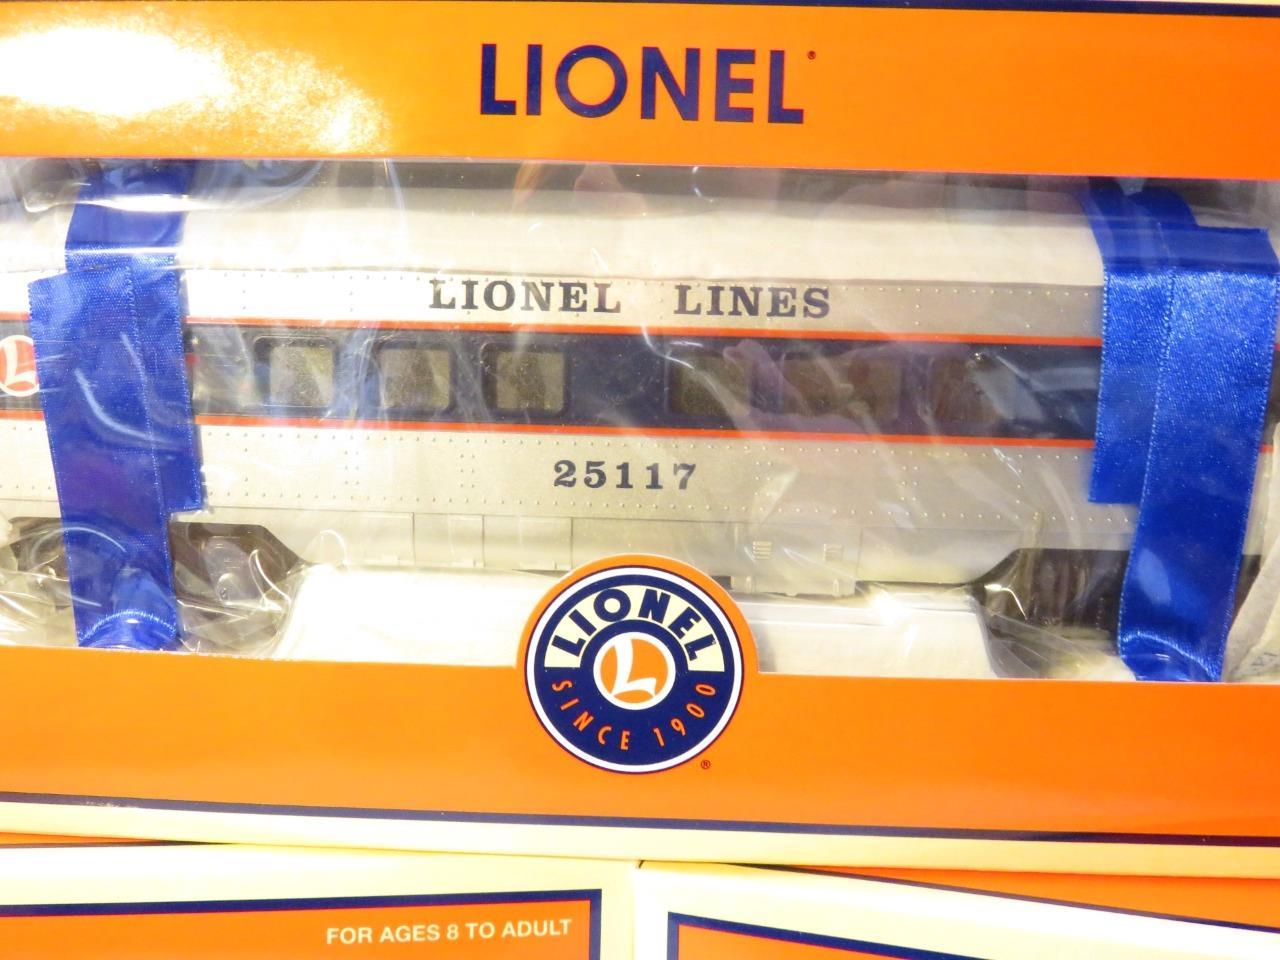 LIONEL®
LIONEL LINES
L
25117
LIONEL
L
SINCE 1900
®
FOR AGES 8 TO ADULT